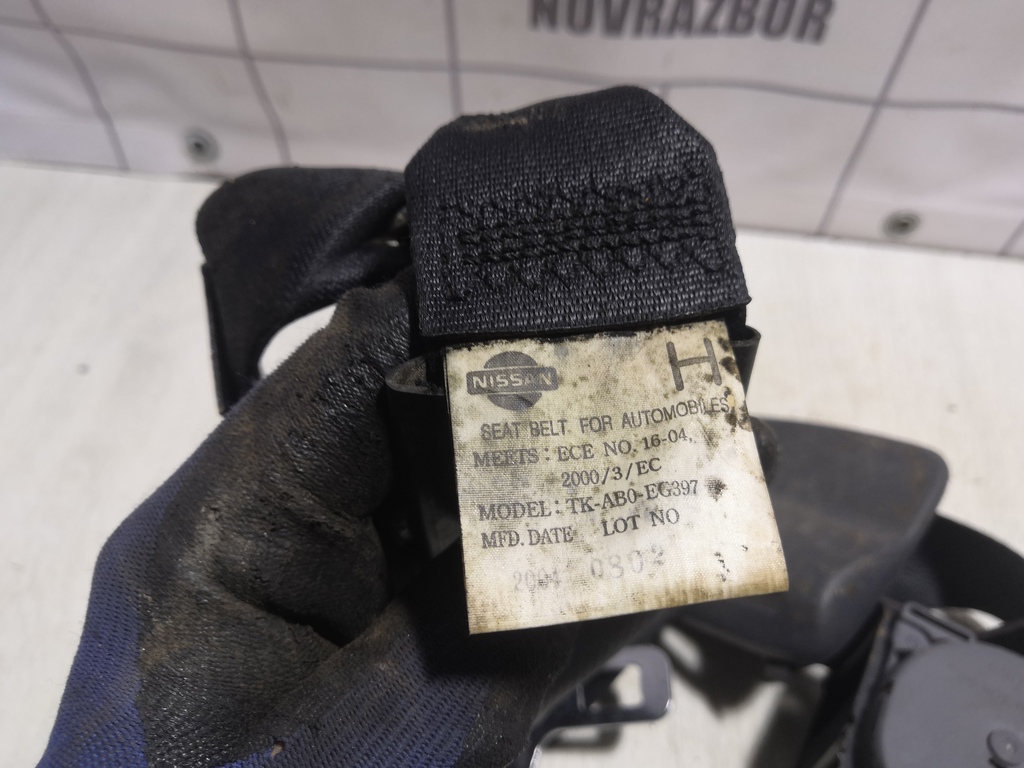 NOVRAZBOR
NISSAN
H
SEAT BELT FOR AUTOMOBILES
MEETS : ECE NO. 16-04,
2000/3/EC
MODEL : TK-AB0-EG397
MFD. DATE LOT NO
2004 0302